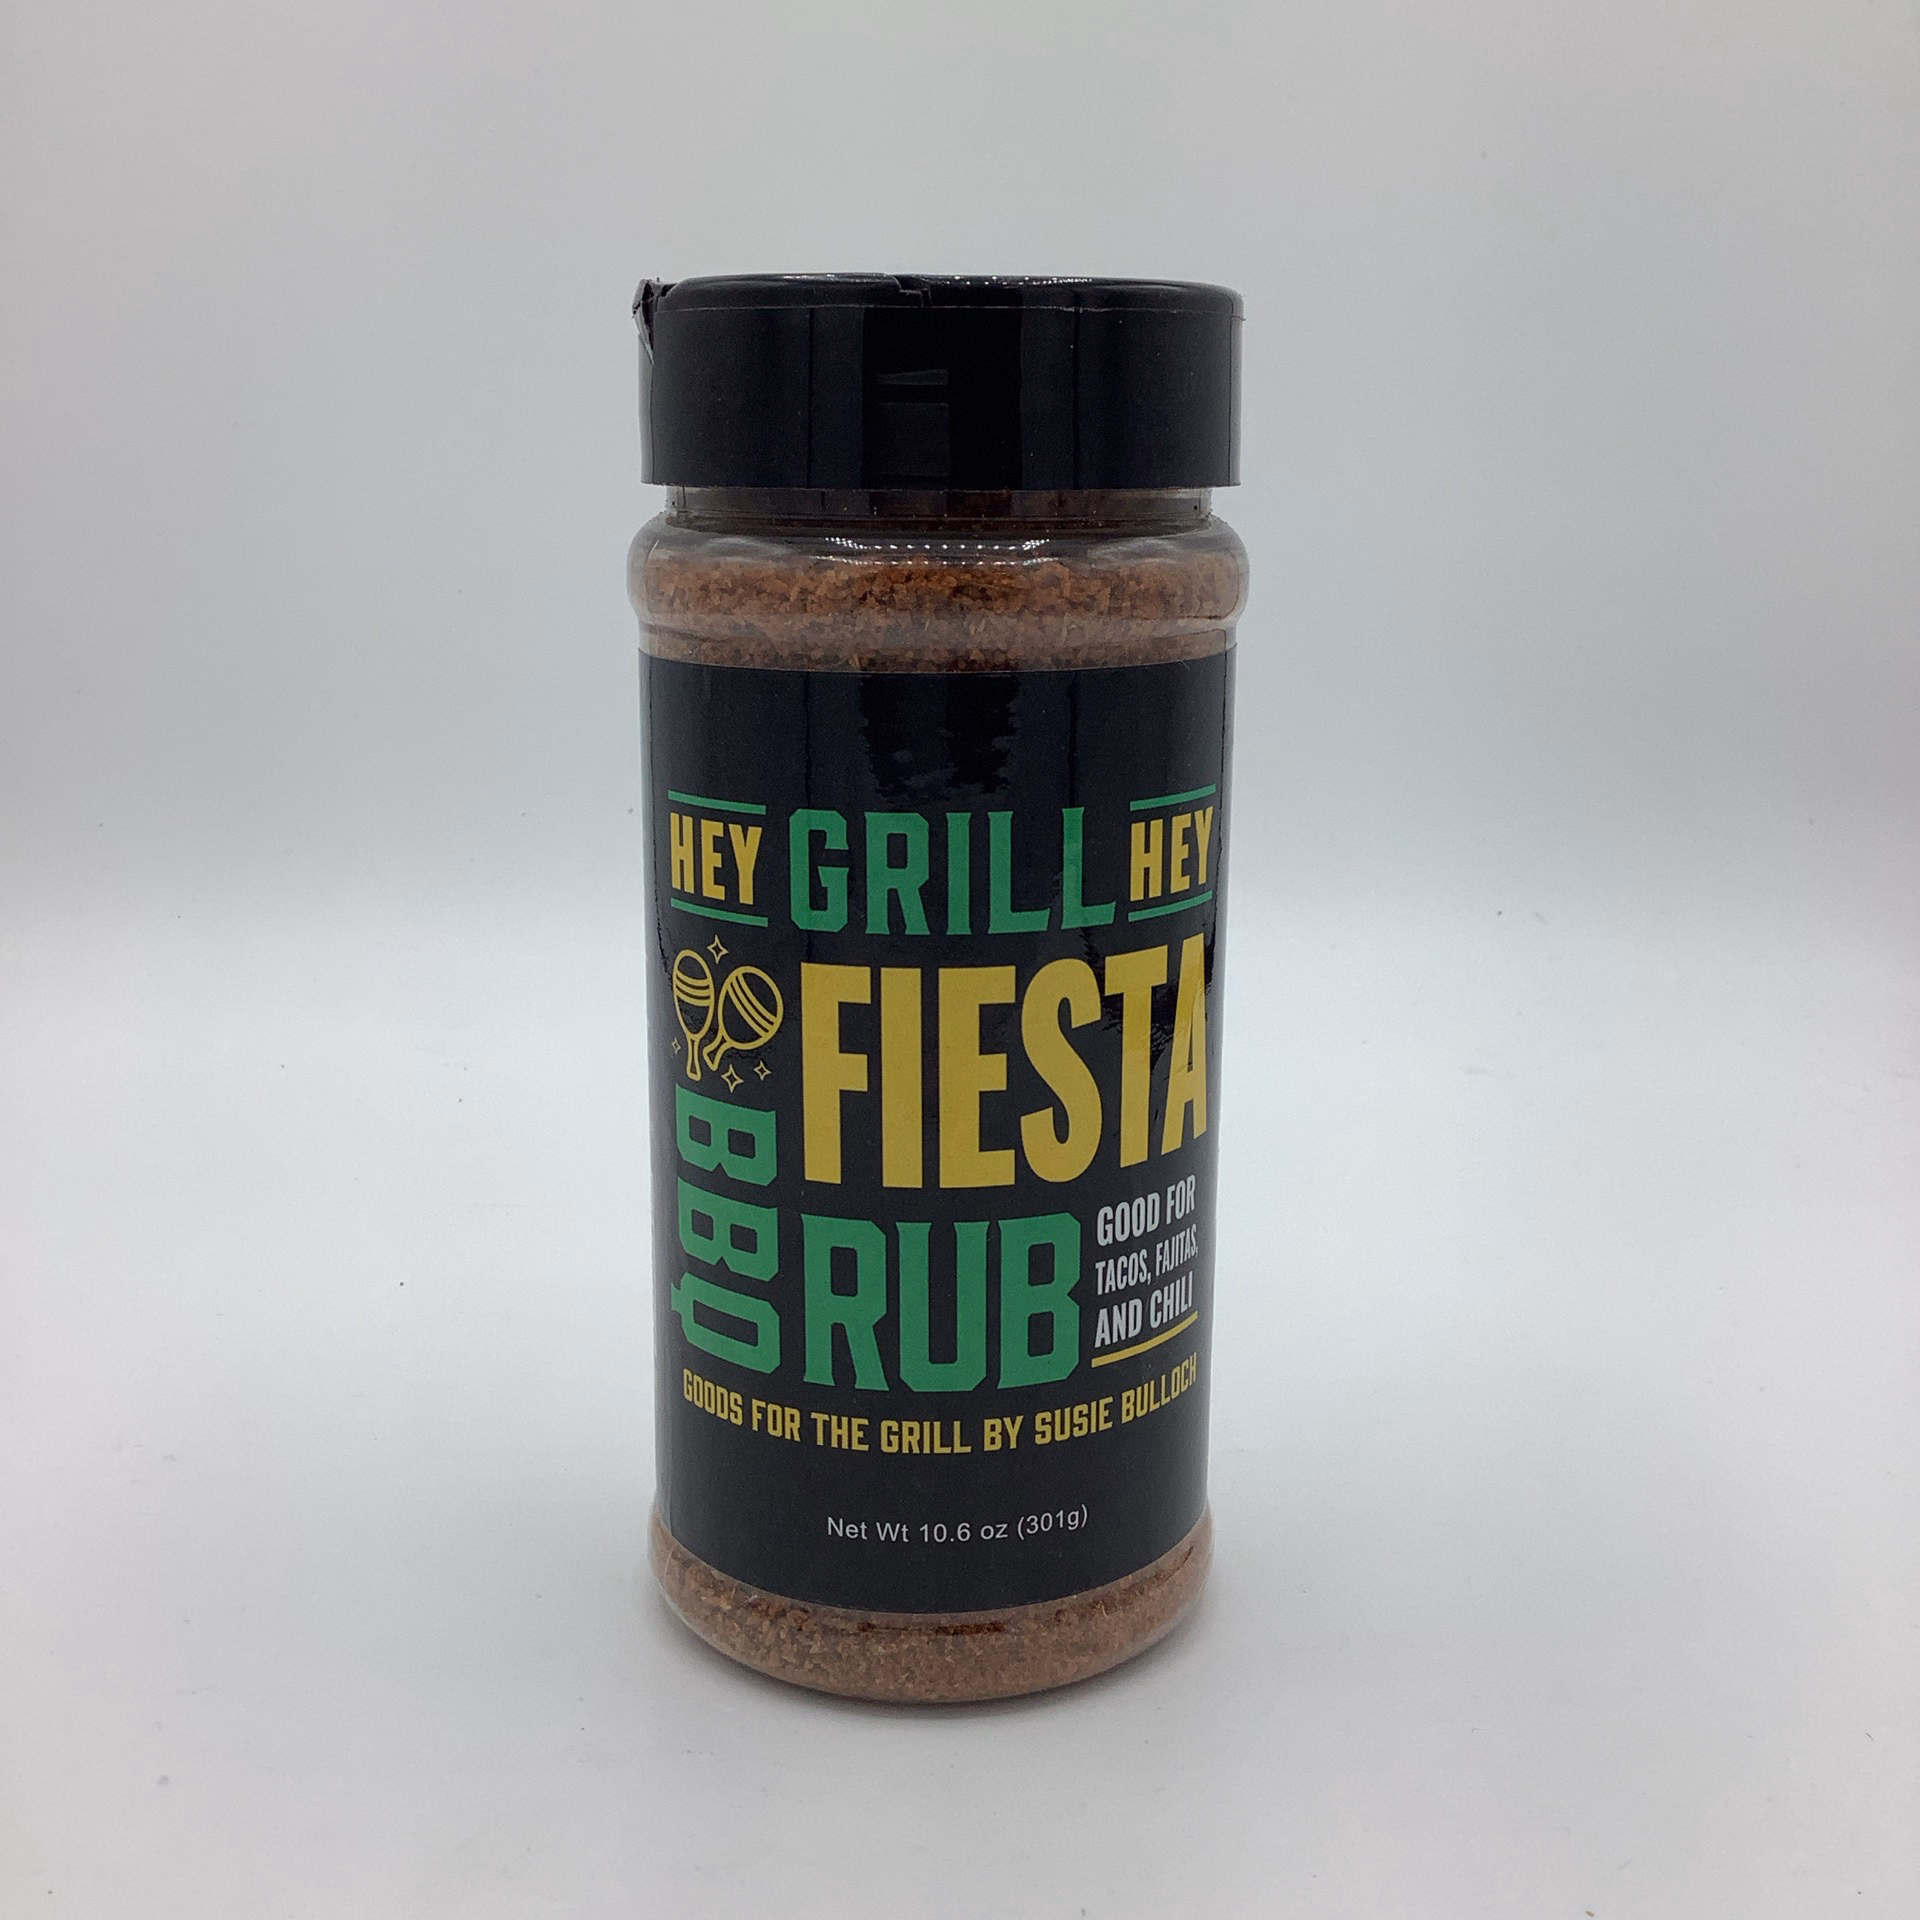 HEY GRILL HEY
FIESTA
BBQ RUB
GOOD FOR
TACOS, FAJITAS,
AND CHILI
GOODS FOR THE GRILL BY SUSIE BULLOCH
Net Wt 10.6 oz (301g)